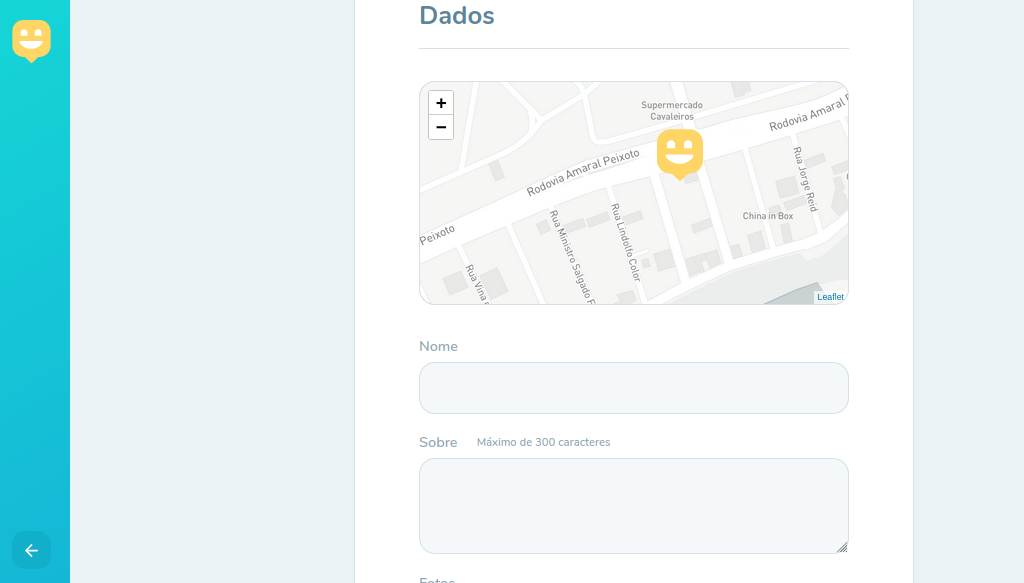 Dados
+
−
Supermercado
Cavaleiros
Rodovia Amaral
Rodovia Amaral Peixoto
Peixoto
Rua Jorge Reid
China in Box
Rua Lindolfo Color
Rua Ministro Salgado F
Rua Vina
Leaflet
Nome
Sobre Máximo de 300 caracteres
Fotos